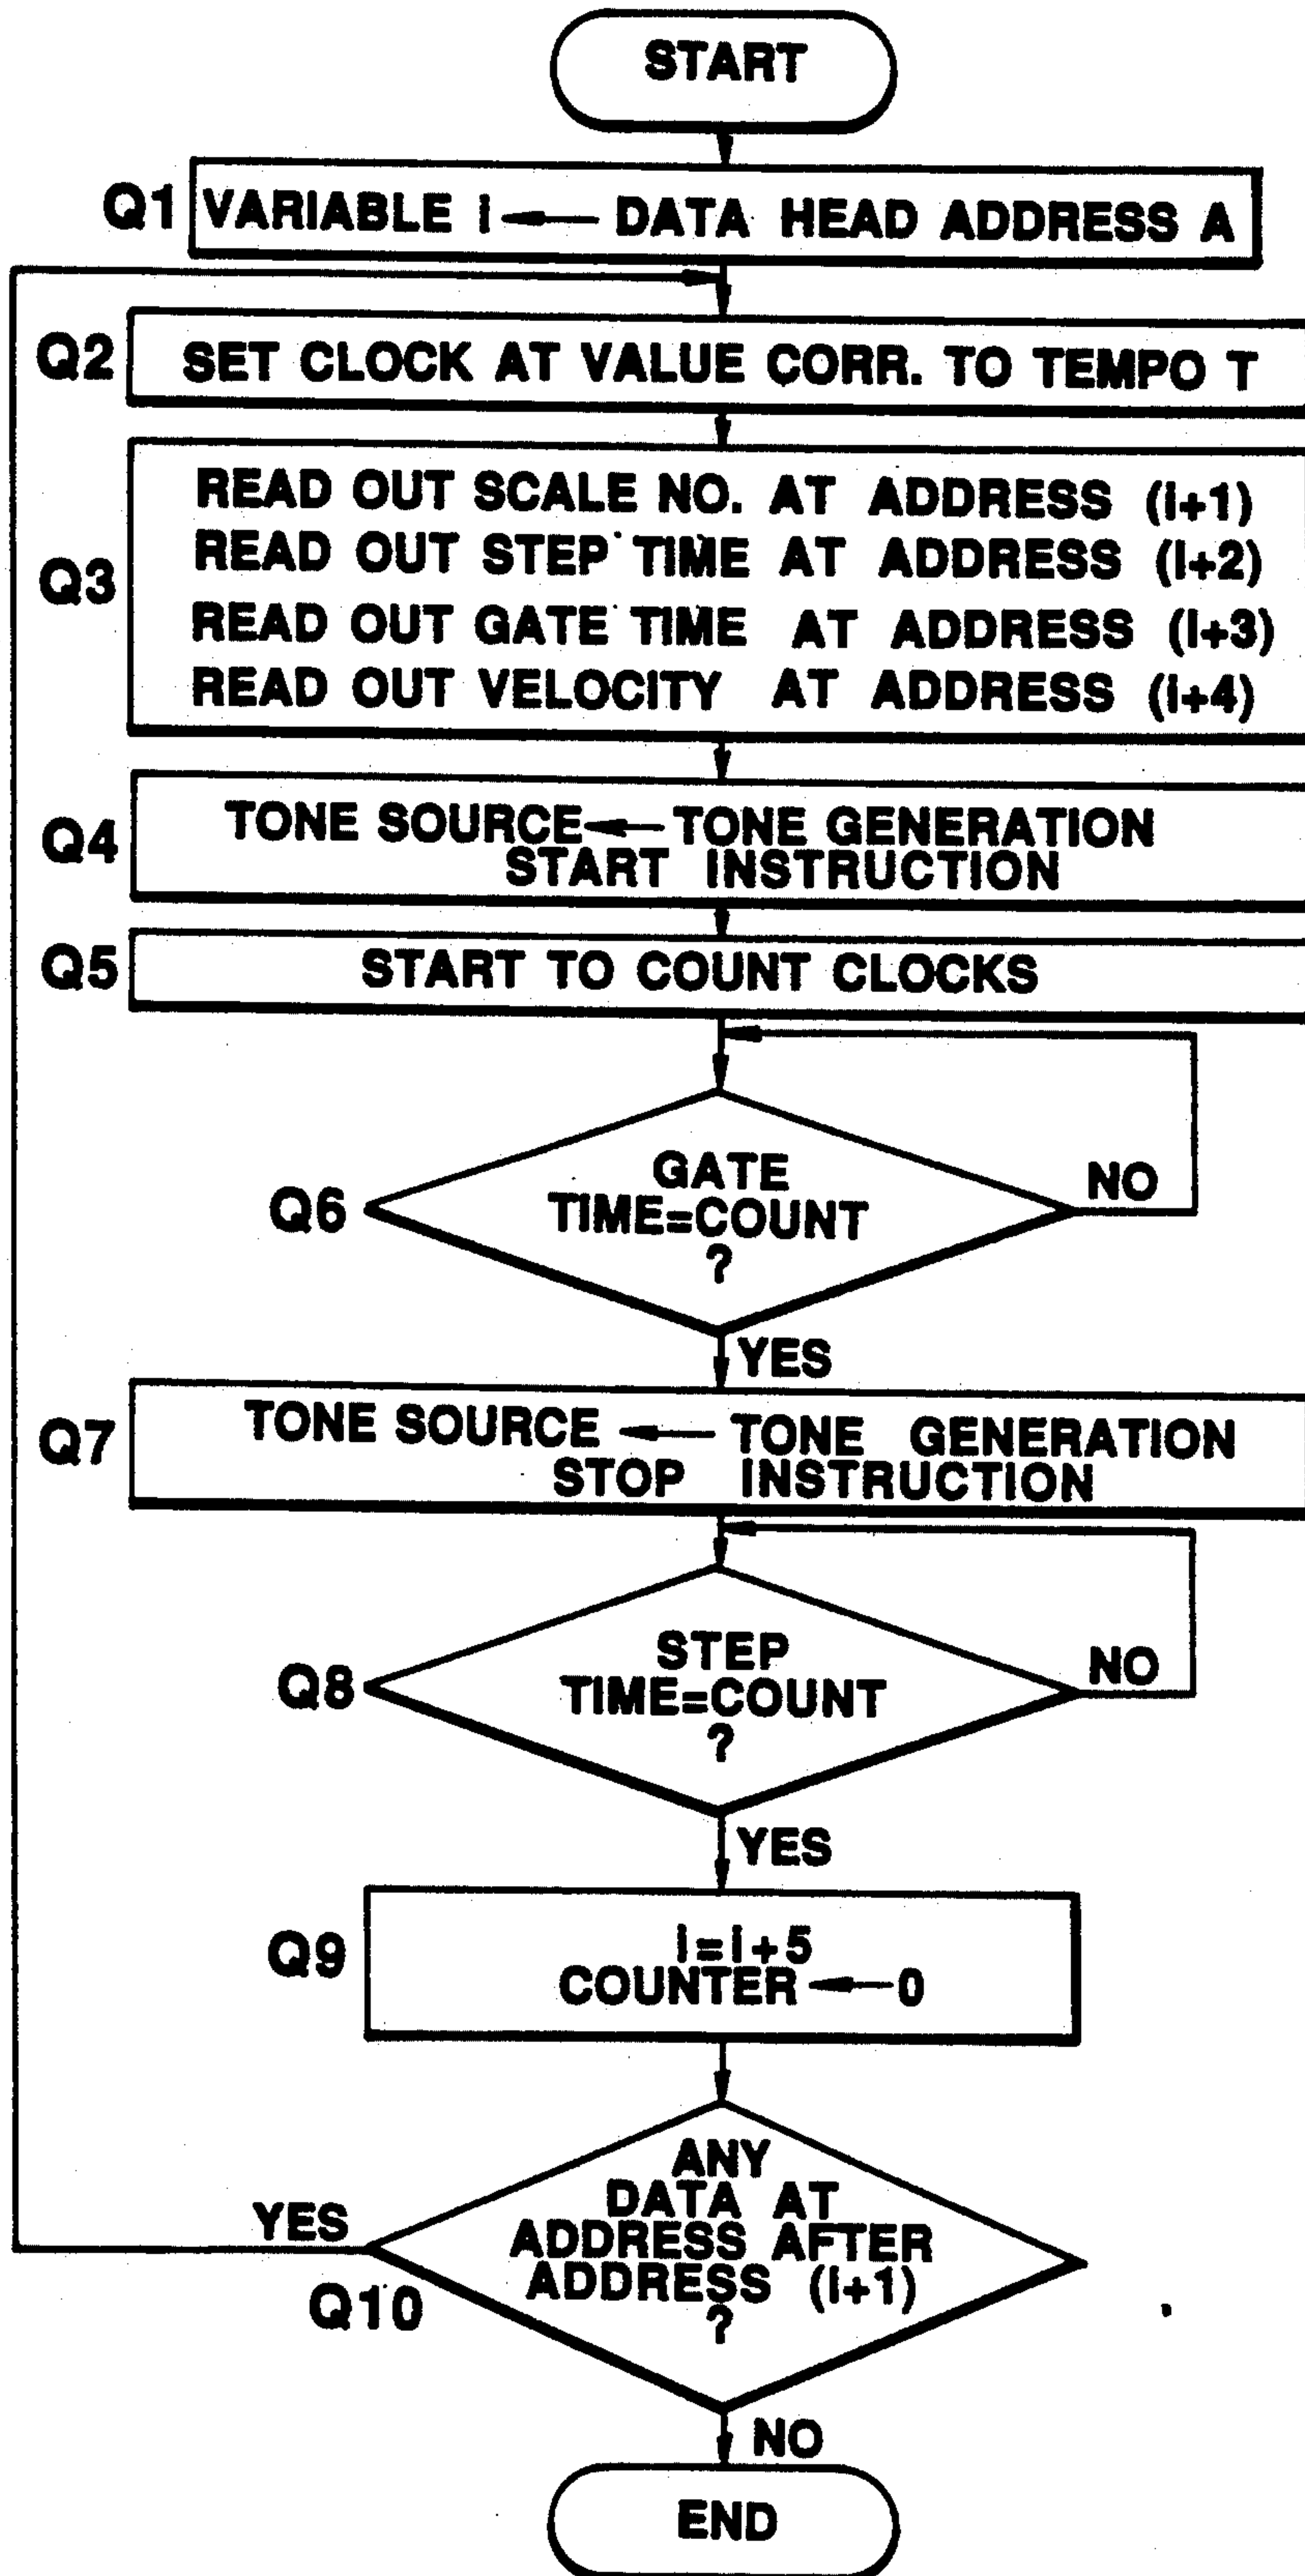 START
Q1 VARIABLE i ← DATA HEAD ADDRESS A
Q2 SET CLOCK AT VALUE CORR. TO TEMPO T
Q3
READ OUT SCALE NO. AT ADDRESS (i+1)
READ OUT STEP TIME AT ADDRESS (i+2)
READ OUT GATE TIME AT ADDRESS (i+3)
READ OUT VELOCITY AT ADDRESS (i+4)
Q4
TONE SOURCE ← TONE GENERATION
START INSTRUCTION
Q5 START TO COUNT CLOCKS
Q6
GATE
TIME=COUNT
?
NO
YES
Q7
TONE SOURCE ← TONE GENERATION
STOP INSTRUCTION
Q8
STEP
TIME=COUNT
?
NO
YES
Q9
i=i+5
COUNTER ← 0
Q10
ANY
DATA AT
ADDRESS AFTER
ADDRESS (i+1)
?
YES
NO
END